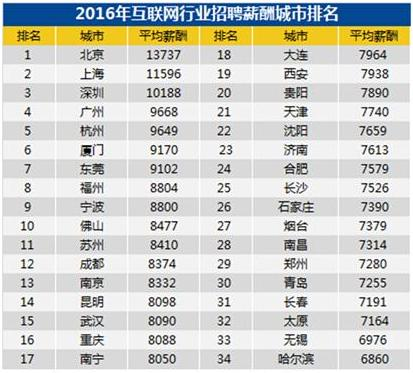 2016年互联网行业招聘薪酬城市排名
排名 城市 平均薪酬 排名 城市 平均薪酬
1 北京 13737 18 大连 7964
2 上海 11596 19 西安 7938
3 深圳 10188 20 贵阳 7890
4 广州 9668 21 天津 7740
5 杭州 9649 22 沈阳 7659
6 厦门 9170 23 济南 7613
7 东莞 9102 24 合肥 7579
8 福州 8804 25 长沙 7526
9 宁波 8800 26 石家庄 7390
10 佛山 8477 27 烟台 7379
11 苏州 8410 28 南昌 7314
12 成都 8374 29 郑州 7280
13 南京 8332 30 青岛 7255
14 昆明 8098 31 长春 7191
15 武汉 8090 32 太原 7164
16 重庆 8088 33 无锡 6976
17 南宁 8050 34 哈尔滨 6860